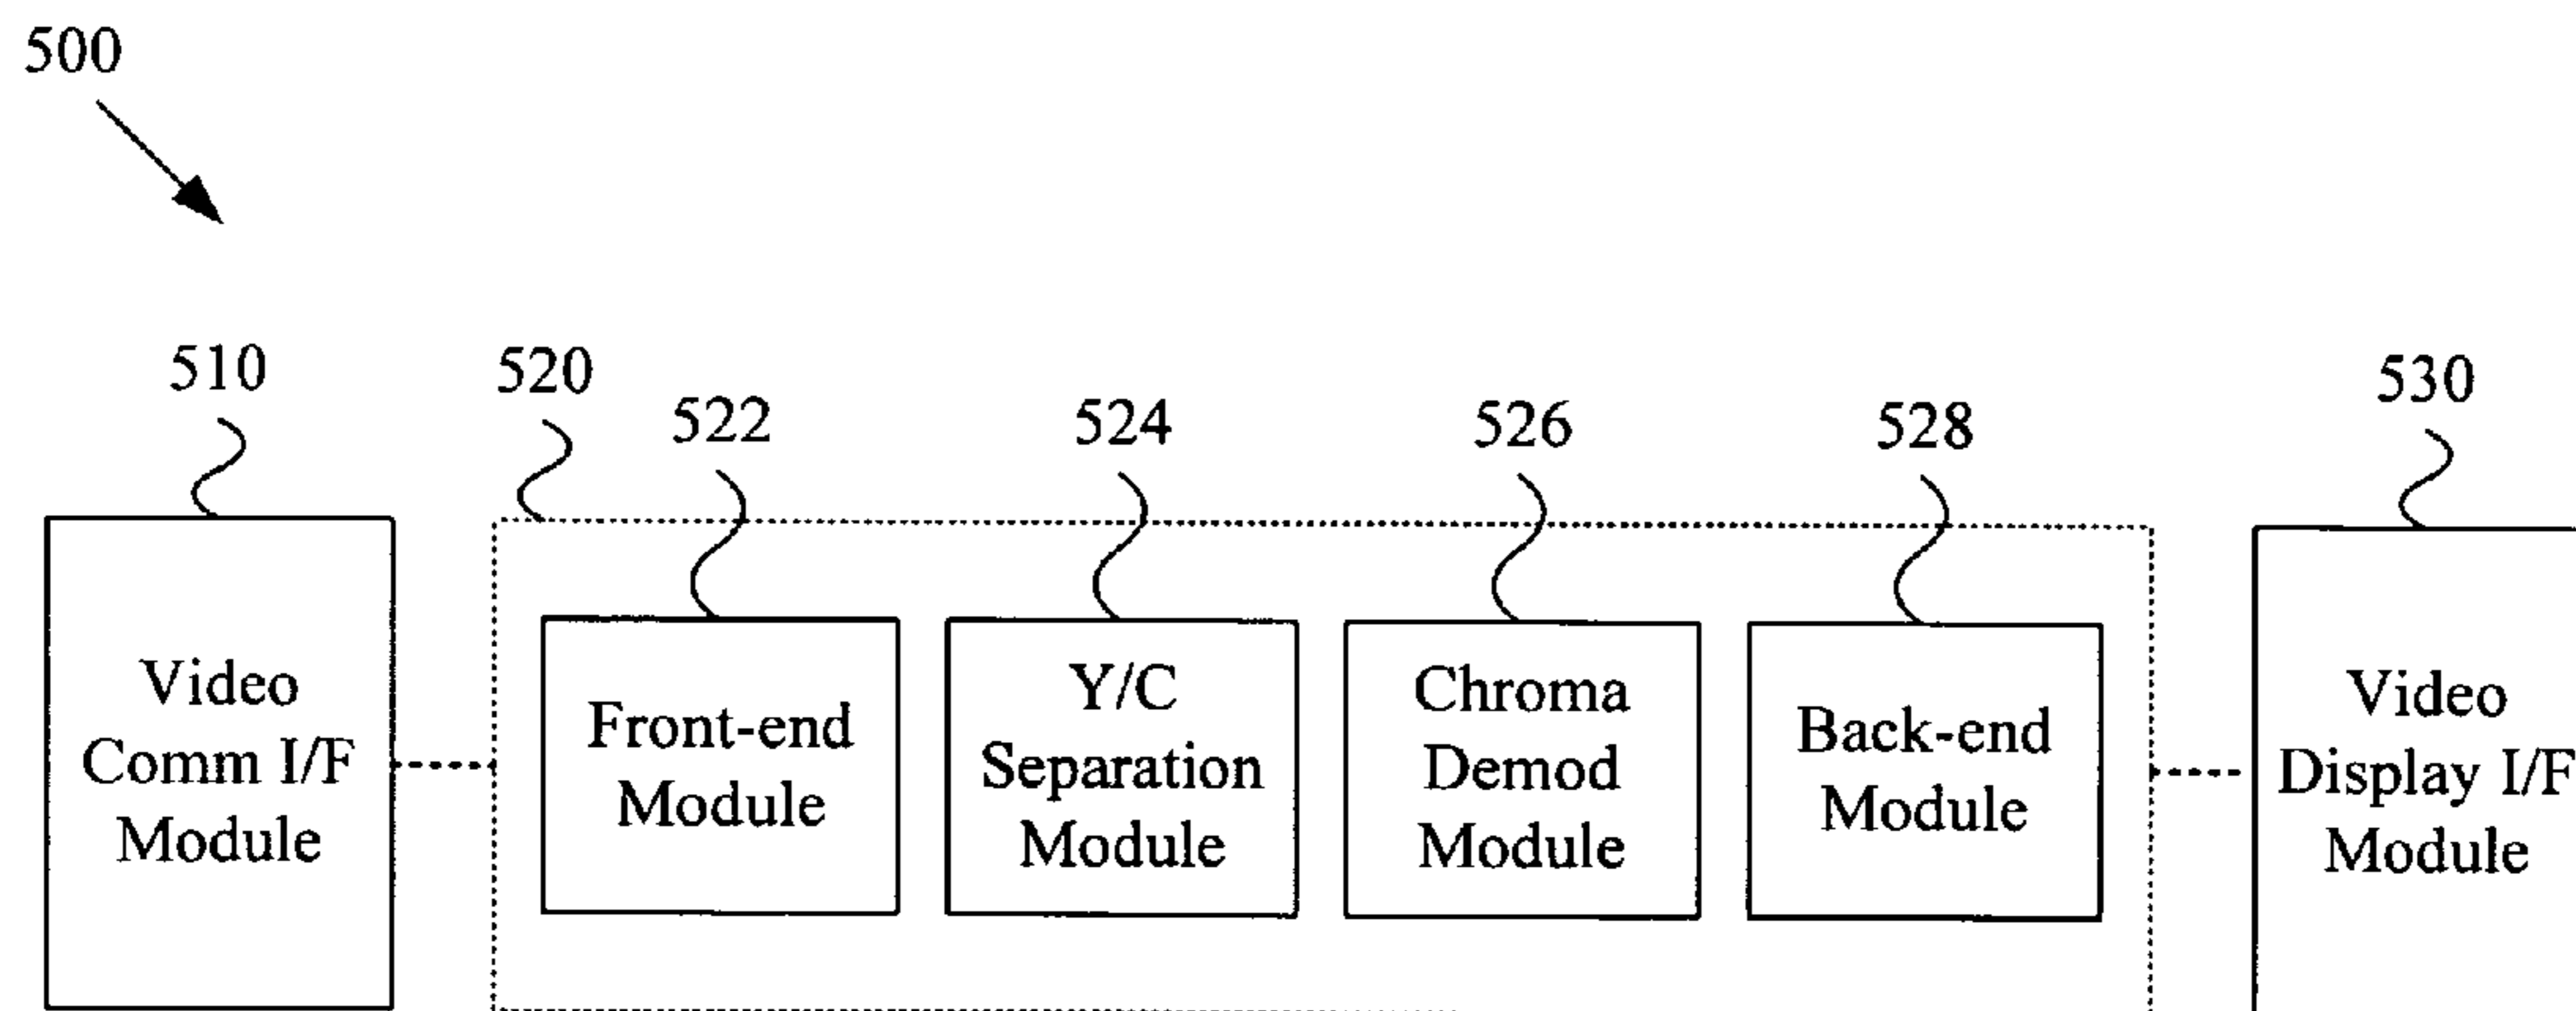 500
510
520
522
524
526
528
530
Video
Comm I/F
Module
Front-end
Module
Y/C
Separation
Module
Chroma
Demod
Module
Back-end
Module
Video
Display I/F
Module